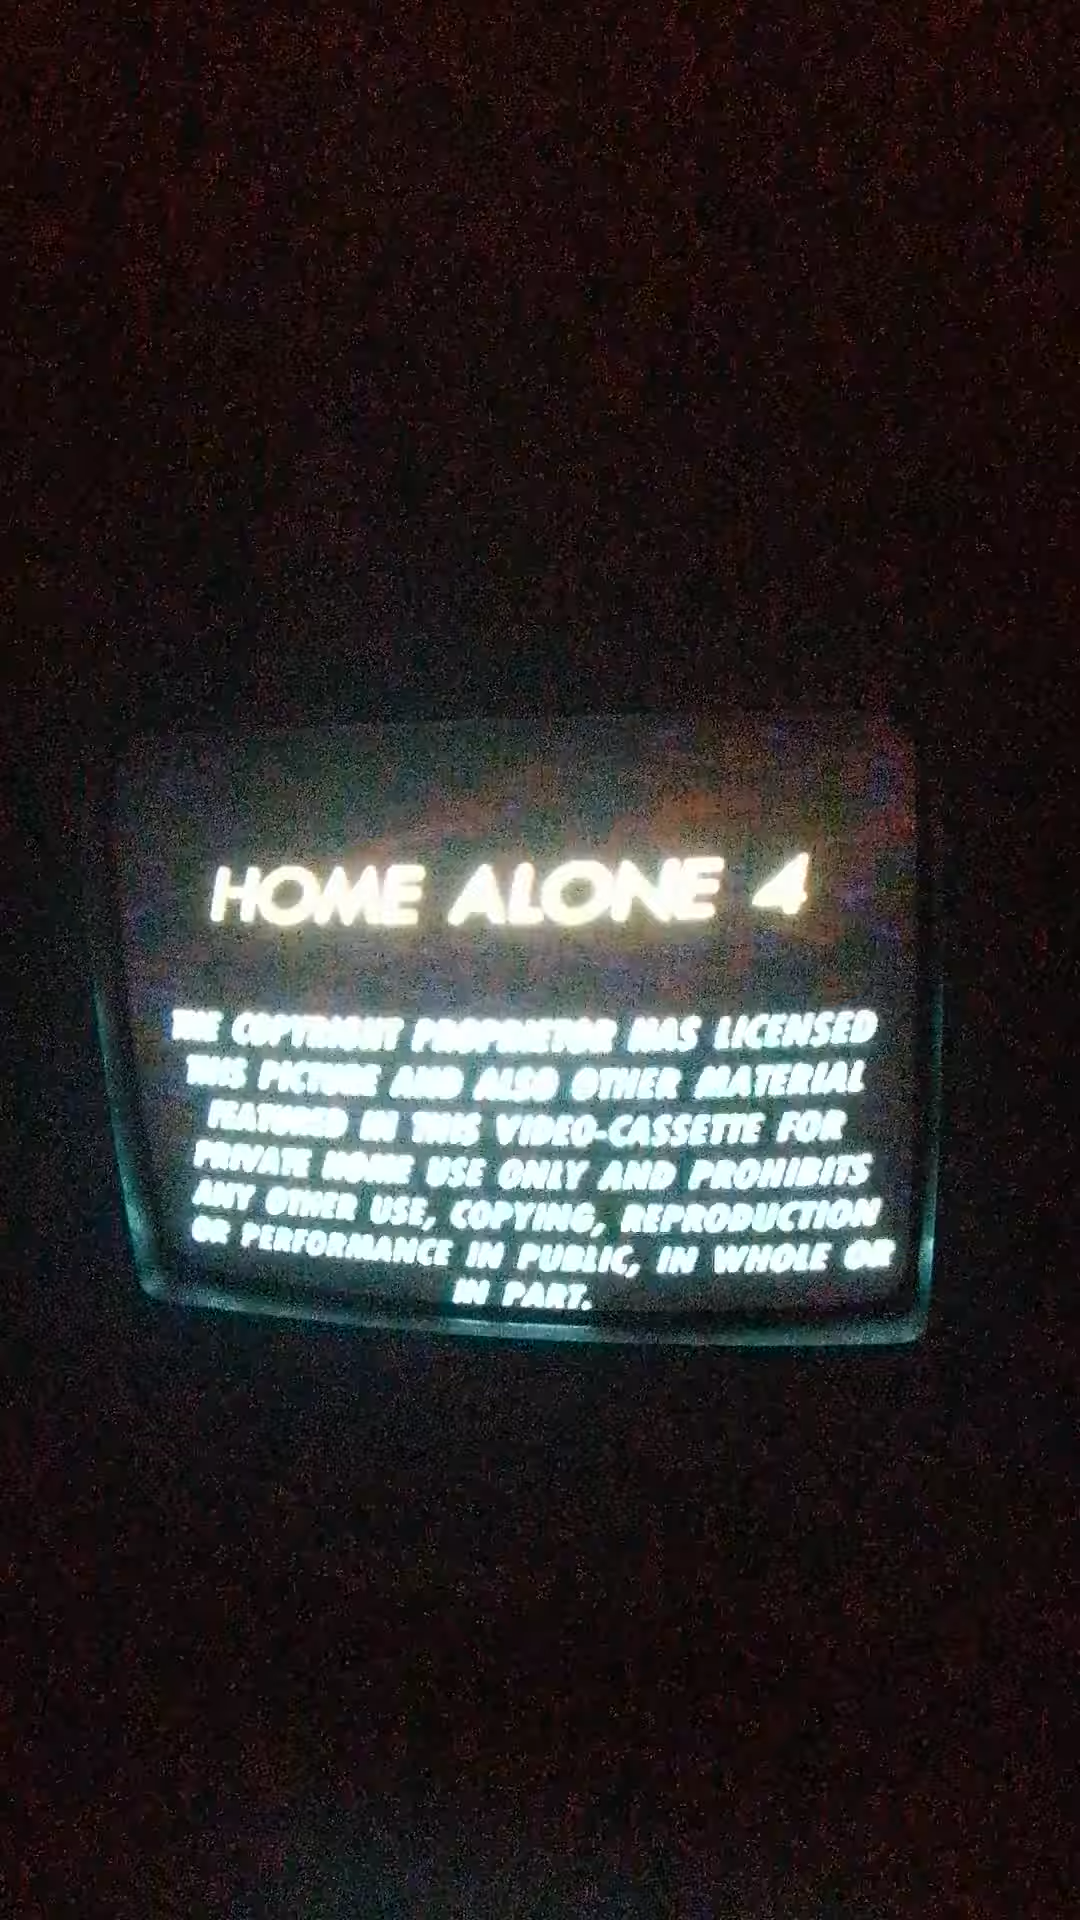 HOME ALONE 4
THE COPYRIGHT PROPRIETOR HAS LICENSED
THIS PICTURE AND ALSO OTHER MATERIAL
FEATURED IN THIS VIDEO-CASSETTE FOR
PRIVATE HOME USE ONLY AND PROHIBITS
ANY OTHER USE, COPYING, REPRODUCTION
OR PERFORMANCE IN PUBLIC, IN WHOLE OR
IN PART.